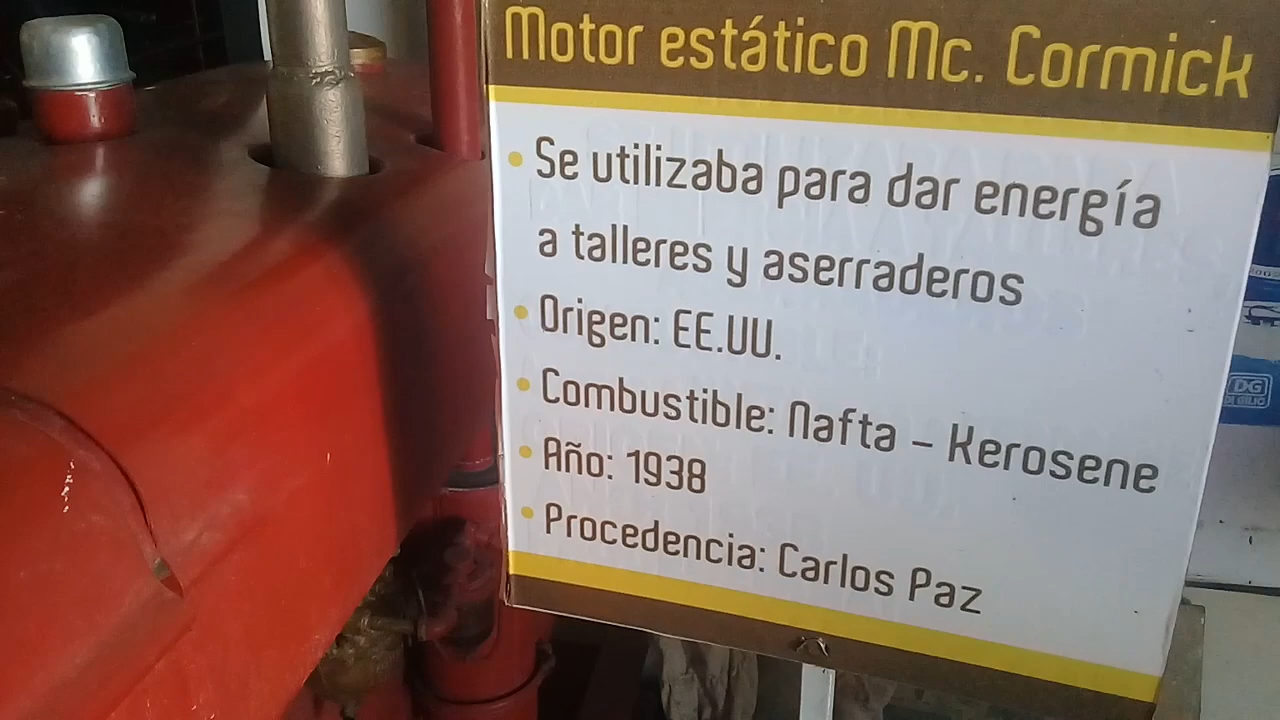 Motor estático Mc. Cormick
• Se utilizaba para dar energía
a talleres y aserraderos
• Origen: EE.UU.
• Combustible: Nafta - Kerosene
• Año: 1938
• Procedencia: Carlos Paz
DG